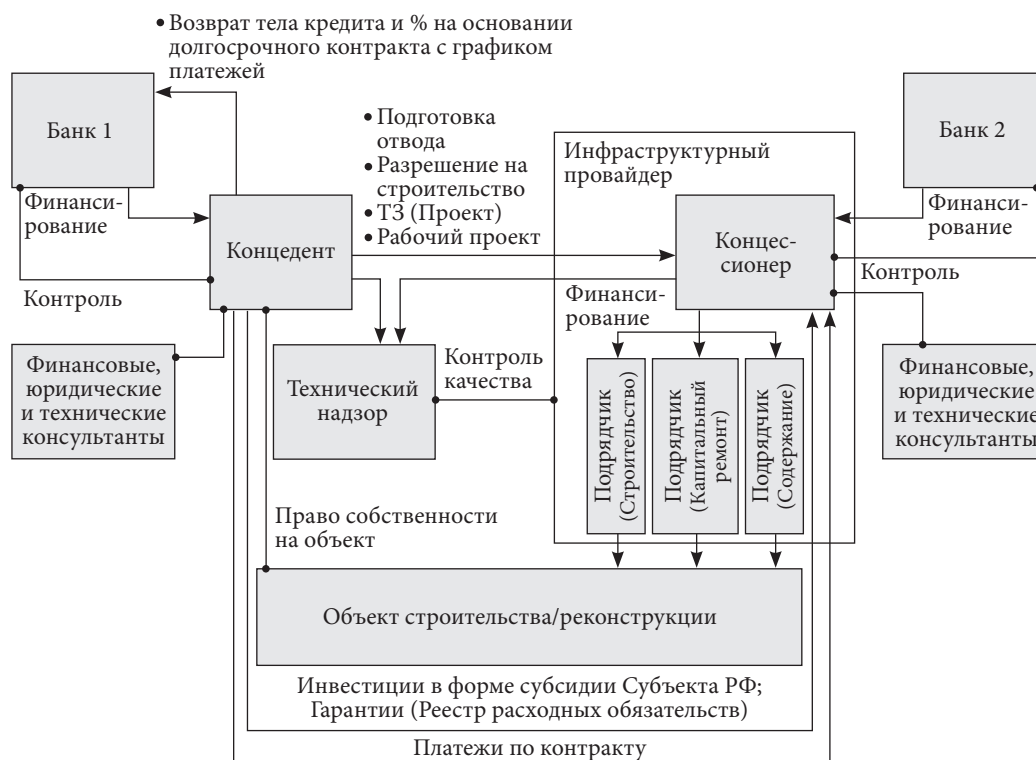 • Возврат тела кредита и % на основании
долгосрочного контракта с графиком
платежей
Банк 1
Финанси-
рование
Контроль
Концедент
• Подготовка
отвода
• Разрешение на
строительство
• ТЗ (Проект)
• Рабочий проект
Инфраструктурный
провайдер
Концес-
сионер
Банк 2
Финанси-
рование
Контроль
Финанси-
рование
Финансовые,
юридические
и технические
консультанты
Технический
надзор
Контроль
качества
Подрядчик
(Строительство)
Подрядчик
(Капитальный
ремонт)
Подрядчик
(Содержание)
Финансовые,
юридические
и технические
консультанты
Право собственности
на объект
Объект строительства/реконструкции
Инвестиции в форме субсидии Субъекта РФ;
Гарантии (Реестр расходных обязательств)
Платежи по контракту